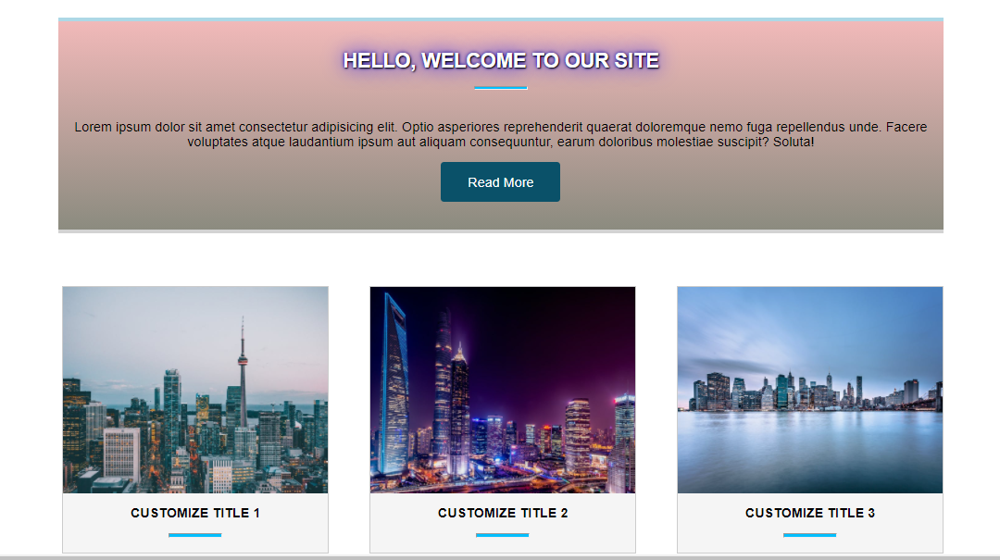 HELLO, WELCOME TO OUR SITE
Lorem ipsum dolor sit amet consectetur adipisicing elit. Optio asperiores reprehenderit quaerat doloremque nemo fuga repellendus unde. Facere
voluptates atque laudantium ipsum aut aliquam consequuntur, earum doloribus molestiae suscipit? Soluta!
Read More
CUSTOMIZE TITLE 1
CUSTOMIZE TITLE 2
CUSTOMIZE TITLE 3